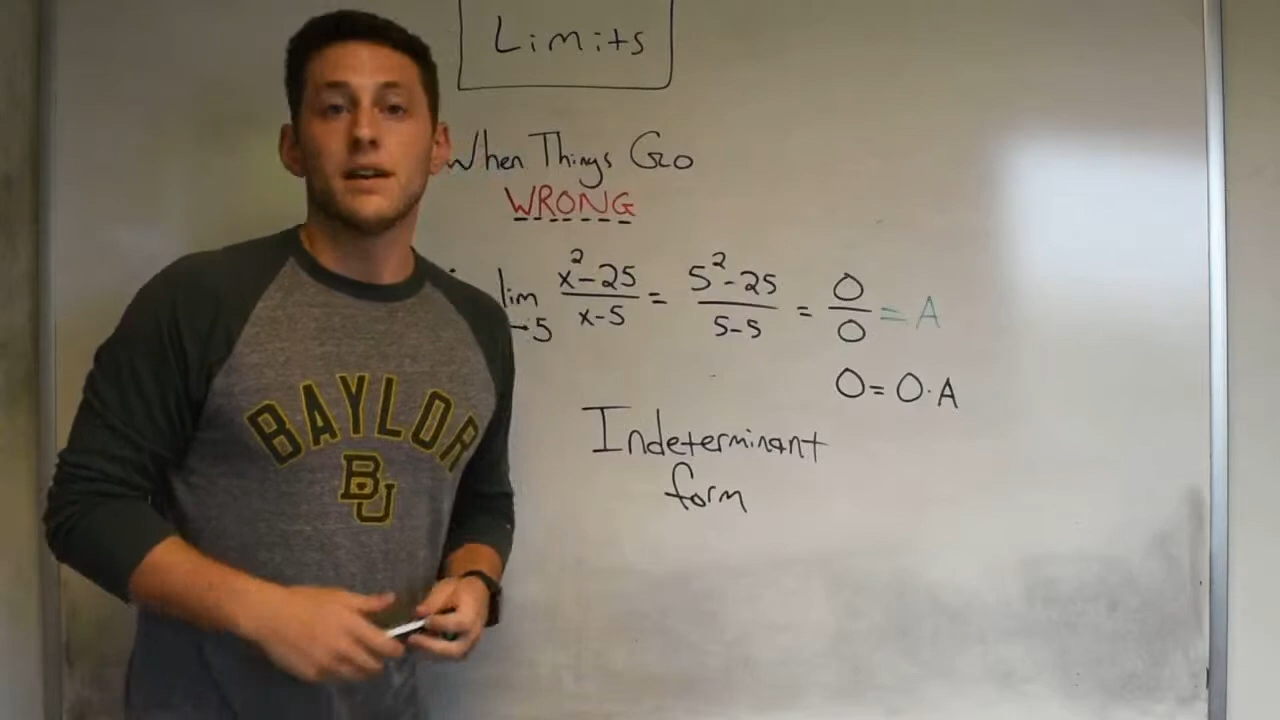 Limits
When Things Go
WRONG
lim x²-25 / x-5 = 5²-25 / 5-5 = 0/0 = A
→5
0=0·A
Indeterminant
form
BAYLOR
BU